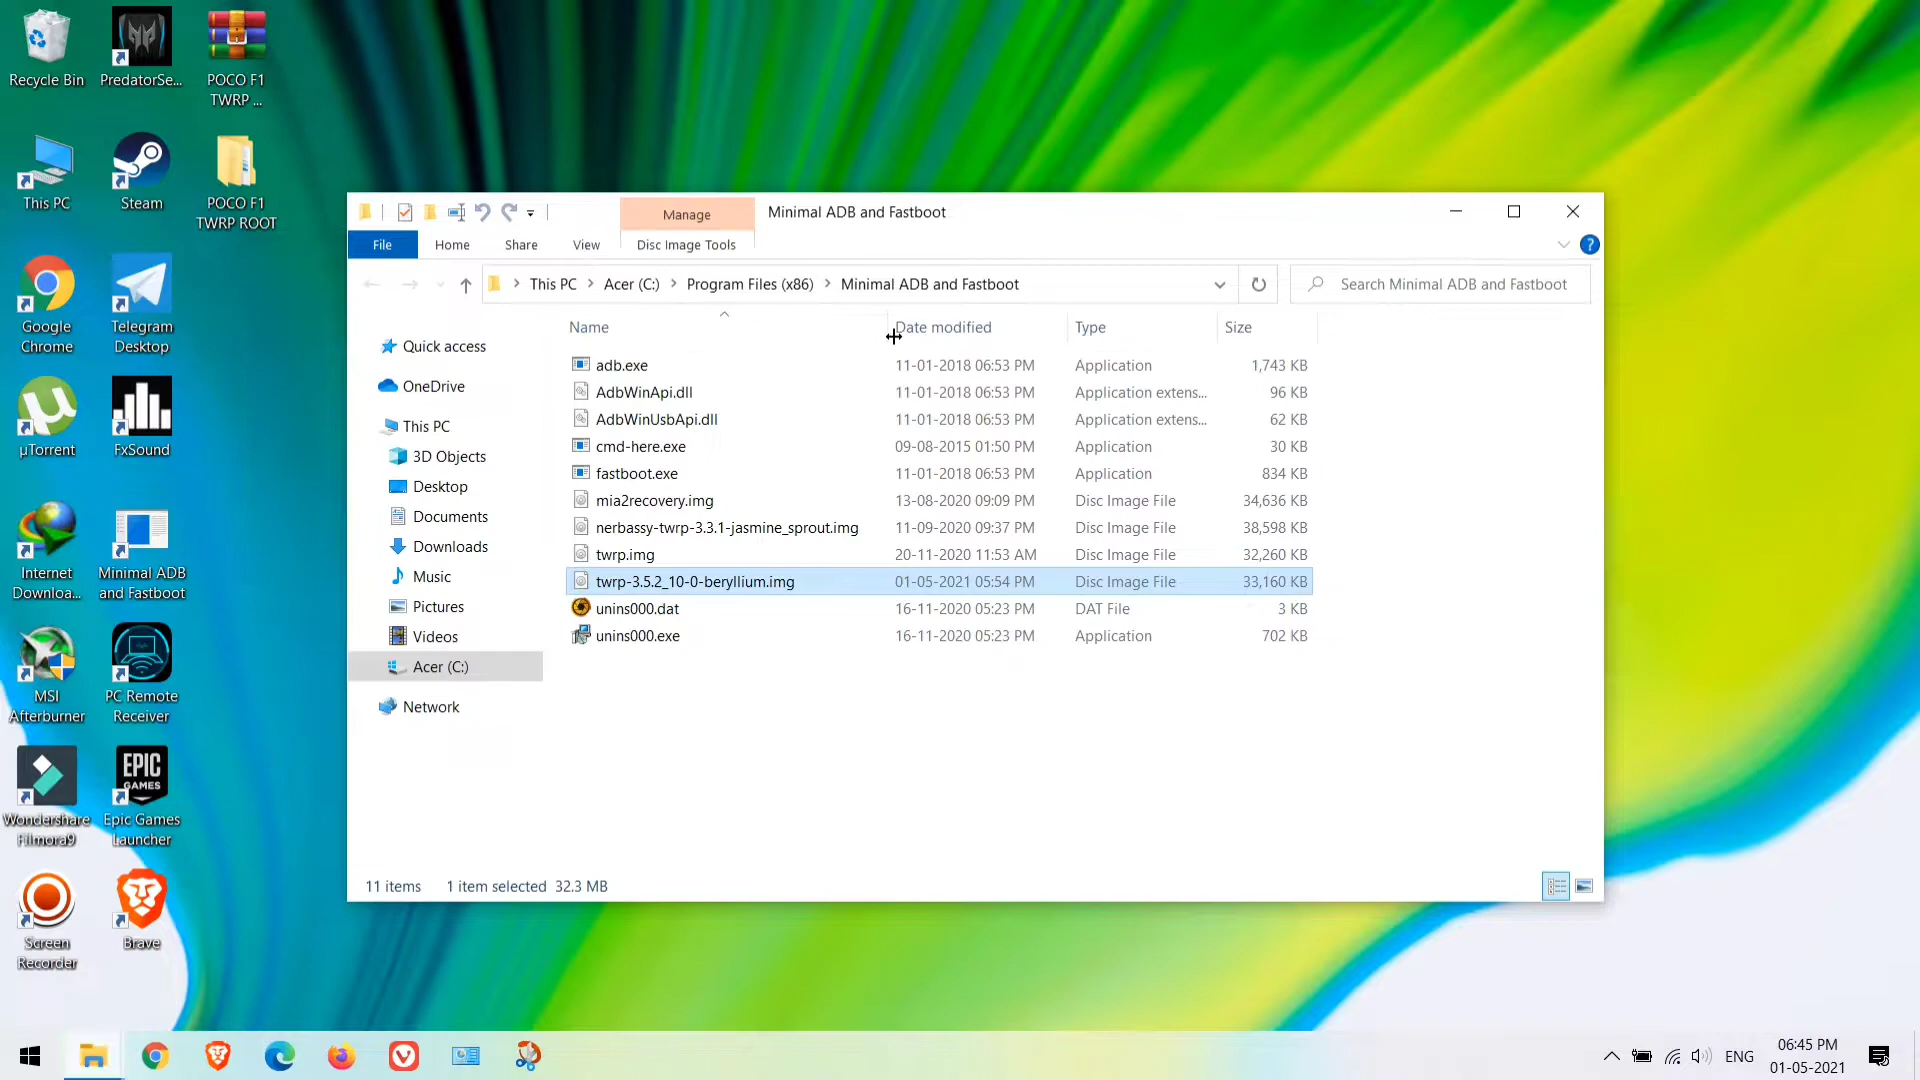 Recycle Bin
PredatorSe...
POCO F1
TWRP ...
This PC
Steam
POCO F1
TWRP ROOT
Google
Chrome
Telegram
Desktop
µTorrent
FxSound
Internet
Downloa...
Minimal ADB
and Fastboot
MSI
Afterburner
PC Remote
Receiver
Wondershare
Filmora9
EPIC
GAMES
Epic Games
Launcher
Screen
Recorder
Brave
Manage
Minimal ADB and Fastboot
File
Home
Share
View
Disc Image Tools
?
This PC > Acer (C:) > Program Files (x86) > Minimal ADB and Fastboot
Search Minimal ADB and Fastboot
Quick access
OneDrive
This PC
3D Objects
Desktop
Documents
Downloads
Music
Pictures
Videos
Acer (C:)
Network
Name Date modified Type Size
adb.exe 11-01-2018 06:53 PM Application 1,743 KB
AdbWinApi.dll 11-01-2018 06:53 PM Application extens... 96 KB
AdbWinUsbApi.dll 11-01-2018 06:53 PM Application extens... 62 KB
cmd-here.exe 09-08-2015 01:50 PM Application 30 KB
fastboot.exe 11-01-2018 06:53 PM Application 834 KB
mia2recovery.img 13-08-2020 09:09 PM Disc Image File 34,636 KB
nerbassy-twrp-3.3.1-jasmine_sprout.img 11-09-2020 09:37 PM Disc Image File 38,598 KB
twrp.img 20-11-2020 11:53 AM Disc Image File 32,260 KB
twrp-3.5.2_10-0-beryllium.img 01-05-2021 05:54 PM Disc Image File 33,160 KB
unins000.dat 16-11-2020 05:23 PM DAT File 3 KB
unins000.exe 16-11-2020 05:23 PM Application 702 KB
11 items 1 item selected 32.3 MB
ENG
06:45 PM
01-05-2021